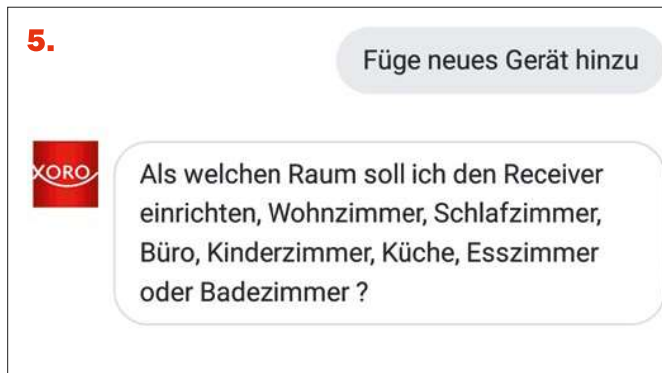 5.
Füge neues Gerät hinzu
XORO
Als welchen Raum soll ich den Receiver
einrichten, Wohnzimmer, Schlafzimmer,
Büro, Kinderzimmer, Küche, Esszimmer
oder Badezimmer ?